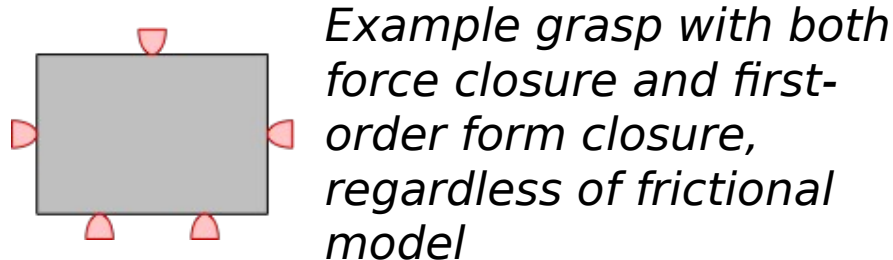 Example grasp with both
force closure and first-
order form closure,
regardless of frictional
model